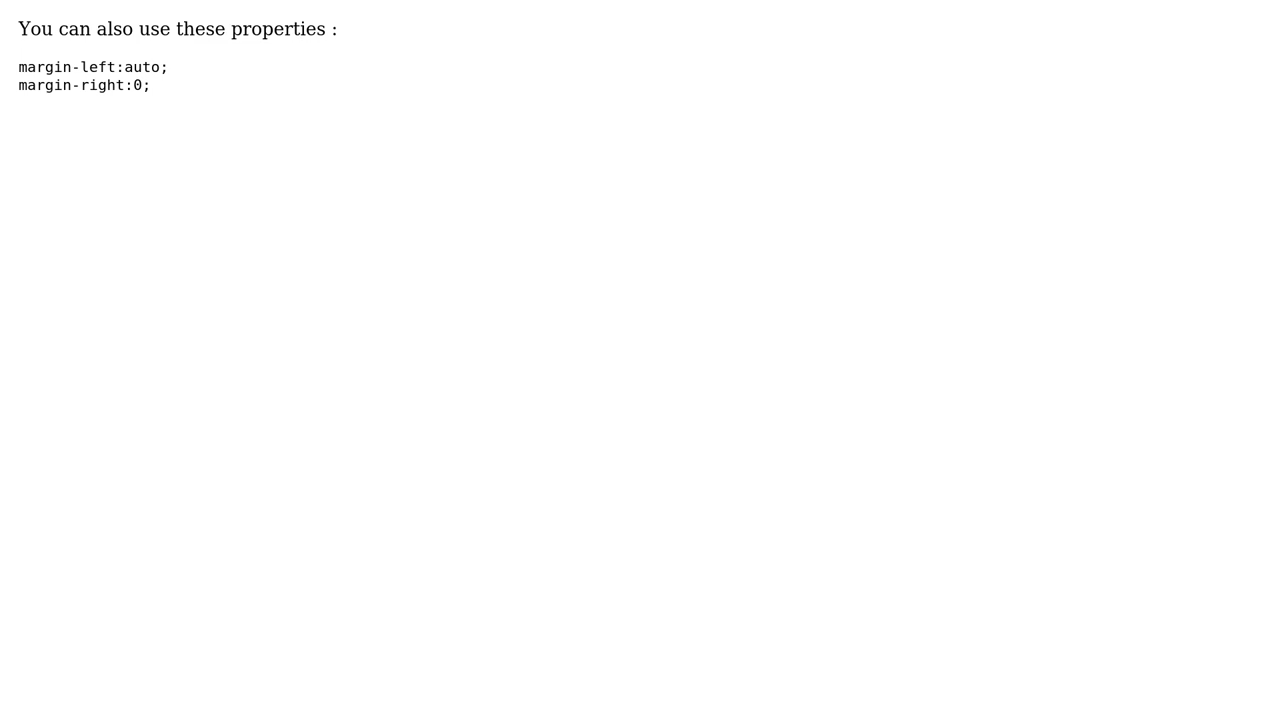 You can also use these properties :
margin-left:auto;
margin-right:0;